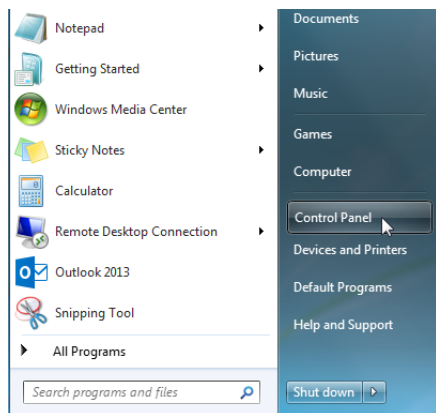 Notepad
Getting Started
Windows Media Center
Sticky Notes
Calculator
Remote Desktop Connection
Outlook 2013
Snipping Tool
All Programs
Search programs and files
Documents
Pictures
Music
Games
Computer
Control Panel
Devices and Printers
Default Programs
Help and Support
Shut down